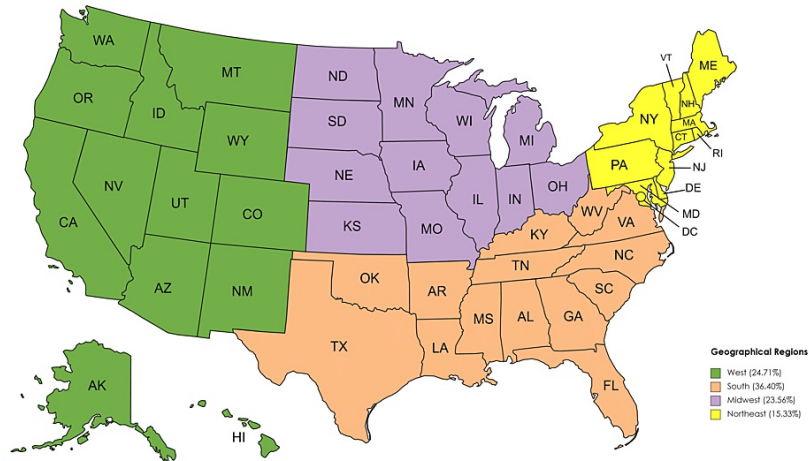 WA
MT
ND
MN
VT
ME
OR
ID
SD
WI
MI
NY
NH
MA
CT
RI
WY
NE
IA
PA
NJ
NV
UT
CO
IL
IN
OH
DE
CA
KS
MO
WV
VA
MD
DC
KY
AZ
NM
OK
AR
TN
NC
SC
TX
LA
MS
AL
GA
FL
AK
HI
Geographical Regions
West (24.71%)
South (36.40%)
Midwest (23.56%)
Northeast (15.33%)